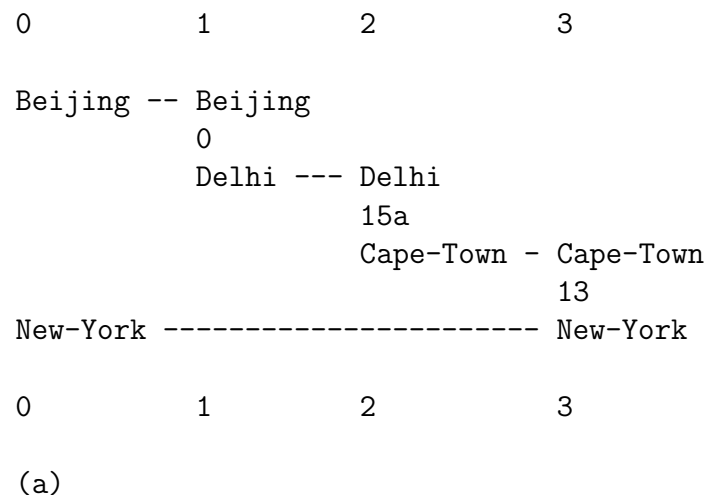 0 1 2 3
Beijing -- Beijing
0
Delhi --- Delhi
15a
Cape-Town - Cape-Town
13
New-York ----------------------- New-York
0 1 2 3
(a)